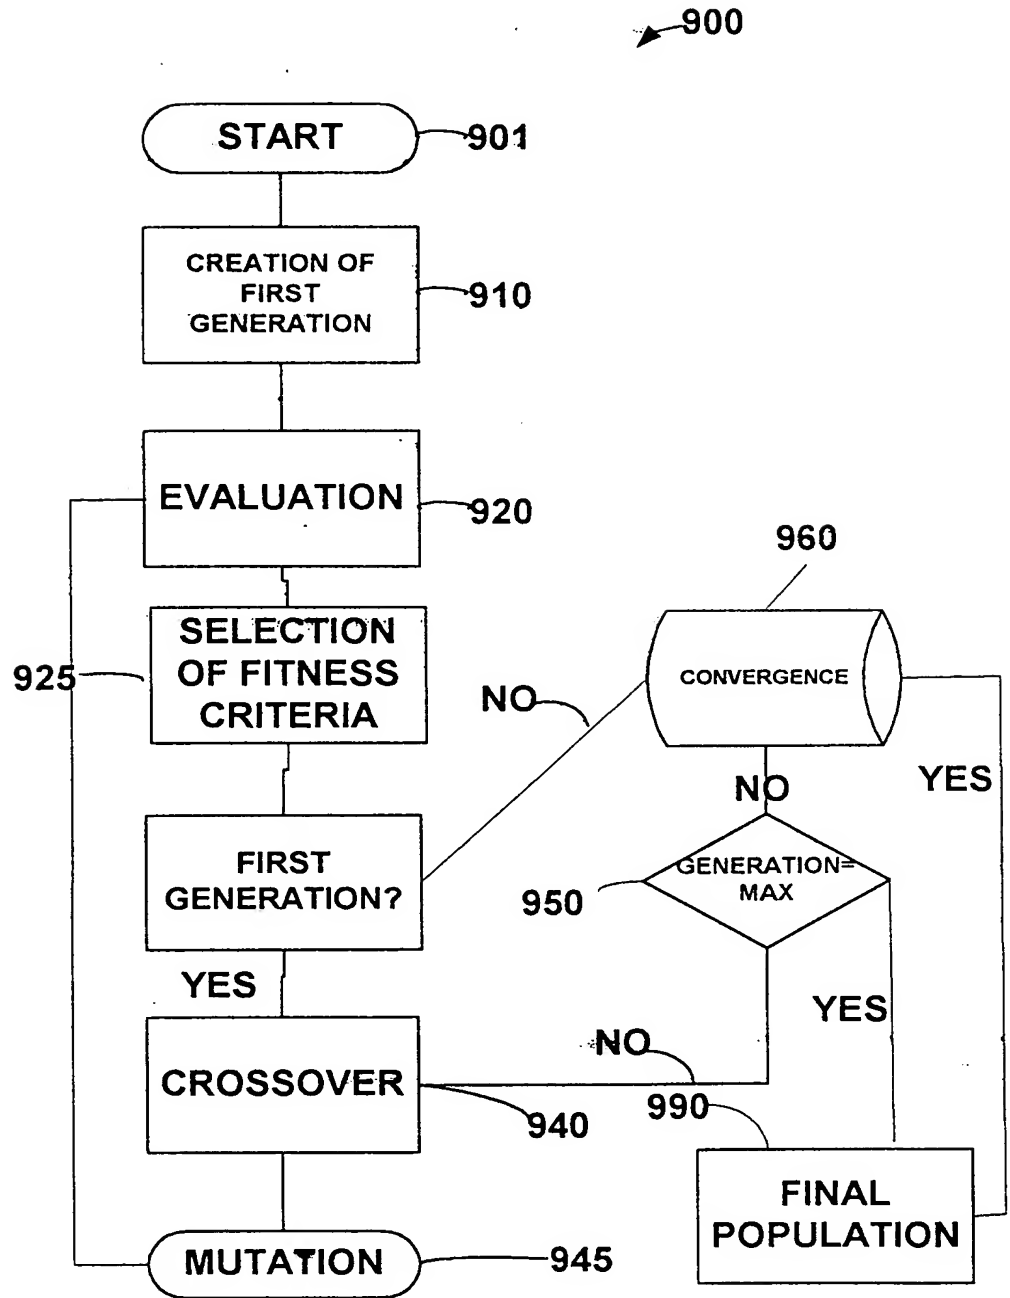 900
START
901
CREATION OF
FIRST
GENERATION
910
EVALUATION
920
960
SELECTION
OF FITNESS
CRITERIA
925
NO
CONVERGENCE
YES
NO
FIRST
GENERATION?
GENERATION=
MAX
950
YES
YES
CROSSOVER
940
NO
990
FINAL
POPULATION
MUTATION
945